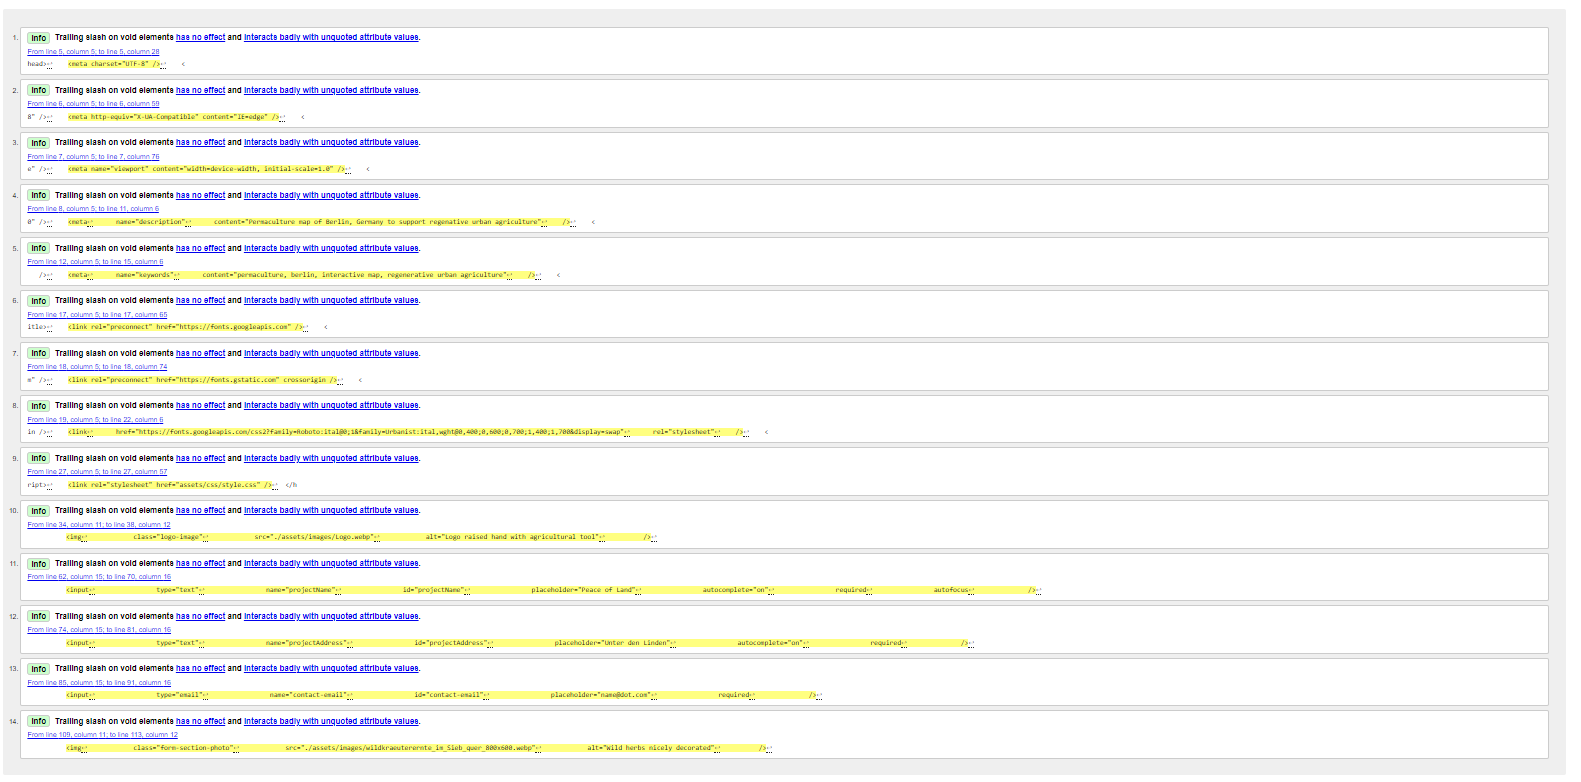 1. Info Trailing slash on void elements has no effect and interacts badly with unquoted attribute values.
From line 5, column 5; to line 5, column 28
head>↩ <meta charset="UTF-8" />↩ <
2. Info Trailing slash on void elements has no effect and interacts badly with unquoted attribute values.
From line 6, column 5; to line 6, column 59
8" />↩ <meta http-equiv="X-UA-Compatible" content="IE=edge" />↩ <
3. Info Trailing slash on void elements has no effect and interacts badly with unquoted attribute values.
From line 7, column 5; to line 7, column 76
e" />↩ <meta name="viewport" content="width=device-width, initial-scale=1.0" />↩ <
4. Info Trailing slash on void elements has no effect and interacts badly with unquoted attribute values.
From line 8, column 5; to line 11, column 6
0" />↩ <meta↩ name="description"↩ content="Permaculture map of Berlin, Germany to support regenative urban agriculture"↩ />↩ <
5. Info Trailing slash on void elements has no effect and interacts badly with unquoted attribute values.
From line 12, column 5; to line 15, column 6
/>↩ <meta↩ name="keywords"↩ content="permaculture, berlin, interactive map, regenerative urban agriculture"↩ />↩ <
6. Info Trailing slash on void elements has no effect and interacts badly with unquoted attribute values.
From line 17, column 5; to line 17, column 65
itle>↩ <link rel="preconnect" href="https://fonts.googleapis.com" />↩ <
7. Info Trailing slash on void elements has no effect and interacts badly with unquoted attribute values.
From line 18, column 5; to line 18, column 74
m" />↩ <link rel="preconnect" href="https://fonts.gstatic.com" crossorigin />↩ <
8. Info Trailing slash on void elements has no effect and interacts badly with unquoted attribute values.
From line 19, column 5; to line 22, column 6
in />↩ <link↩ href="https://fonts.googleapis.com/css2?family=Roboto:ital@0;1&family=Urbanist:ital,wght@0,400;0,600;0,700;1,400;1,700&display=swap"↩ rel="stylesheet"↩ />↩ <
9. Info Trailing slash on void elements has no effect and interacts badly with unquoted attribute values.
From line 27, column 5; to line 27, column 57
ript>↩ <link rel="stylesheet" href="assets/css/style.css" />↩ </h
10. Info Trailing slash on void elements has no effect and interacts badly with unquoted attribute values.
From line 34, column 11; to line 38, column 12
<img↩ class="logo-image"↩ src="./assets/images/Logo.webp"↩ alt="Logo raised hand with agricultural tool"↩ />↩
11. Info Trailing slash on void elements has no effect and interacts badly with unquoted attribute values.
From line 62, column 15; to line 70, column 16
<input↩ type="text"↩ name="projectName"↩ id="projectName"↩ placeholder="Peace of Land"↩ autocomplete="on"↩ required↩ autofocus↩ />↩
12. Info Trailing slash on void elements has no effect and interacts badly with unquoted attribute values.
From line 74, column 15; to line 81, column 16
<input↩ type="text"↩ name="projectAddress"↩ id="projectAddress"↩ placeholder="Unter den Linden"↩ autocomplete="on"↩ required↩ />↩
13. Info Trailing slash on void elements has no effect and interacts badly with unquoted attribute values.
From line 85, column 15; to line 91, column 16
<input↩ type="email"↩ name="contact-email"↩ id="contact-email"↩ placeholder="name@dot.com"↩ required↩ />↩
14. Info Trailing slash on void elements has no effect and interacts badly with unquoted attribute values.
From line 109, column 11; to line 113, column 12
<img↩ class="form-section-photo"↩ src="./assets/images/wildkraeuterernte_im_Sieb_quer_800x600.webp"↩ alt="Wild herbs nicely decorated"↩ />↩